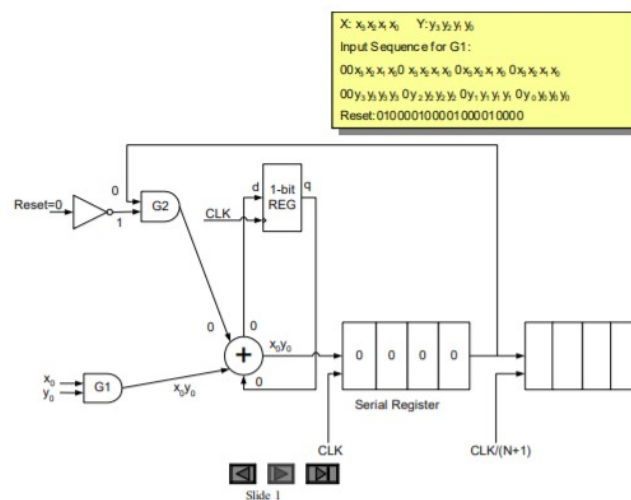 X: x₃x₂x₁x₀ Y: y₃y₂y₁y₀
Input Sequence for G1:
00x₃x₂x₁x₀0 x₃x₂x₁x₀ 0x₃x₂x₁x₀ 0x₃x₂x₁x₀
00y₃y₃y₃y₃ 0y₂y₂y₂y₂ 0y₁y₁y₁y₁ 0y₀y₀y₀y₀
Reset:0100001000010000 10000
0
d
1-bit
REG
q
Reset=0
G2
1
CLK
0
0
x₀y₀
+
0
0 0 0 0
x₀
y₀
G1
x₀y₀
Serial Register
CLK
CLK/(N+1)
Slide 1